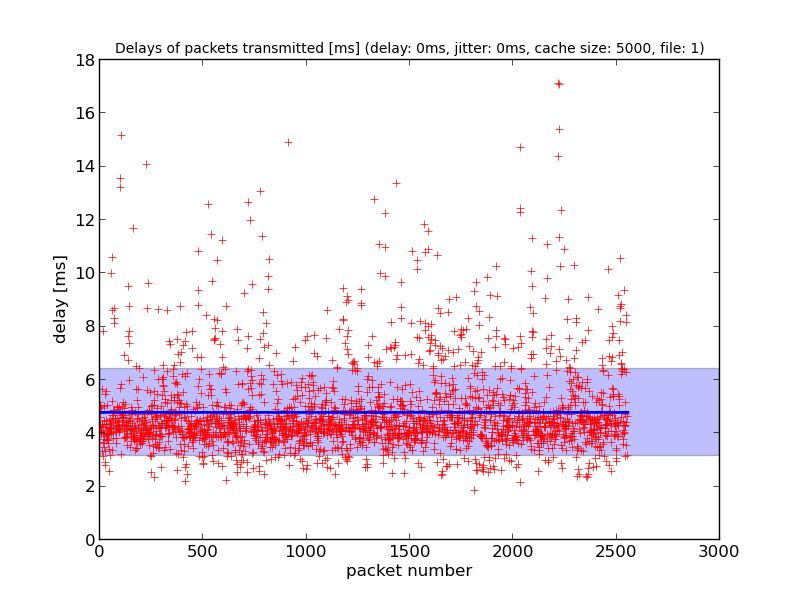 Delays of packets transmitted [ms] (delay: 0ms, jitter: 0ms, cache size: 5000, file: 1)
18
16
14
12
10
8
6
4
2
0
delay [ms]
0 500 1000 1500 2000 2500 3000
packet number